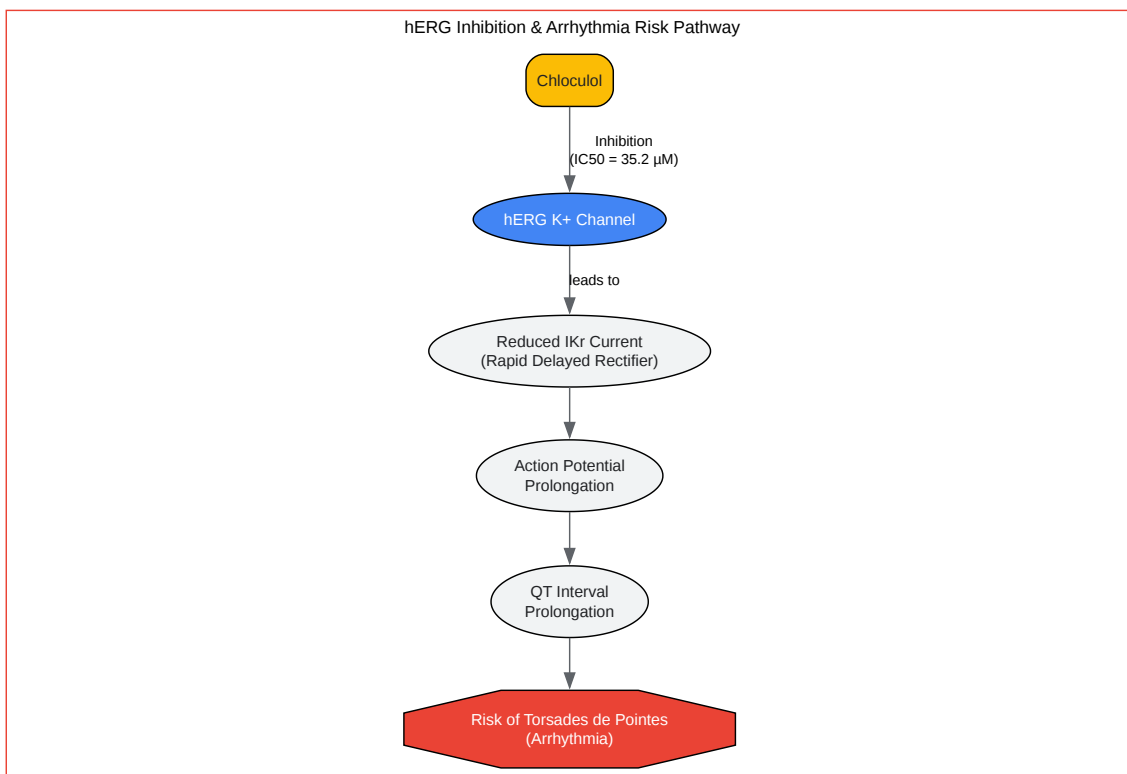 hERG Inhibition & Arrhythmia Risk Pathway
Chloculol
Inhibition
(IC50 = 35.2 µM)
hERG K+ Channel
leads to
Reduced IKr Current
(Rapid Delayed Rectifier)
Action Potential
Prolongation
QT Interval
Prolongation
Risk of Torsades de Pointes
(Arrhythmia)